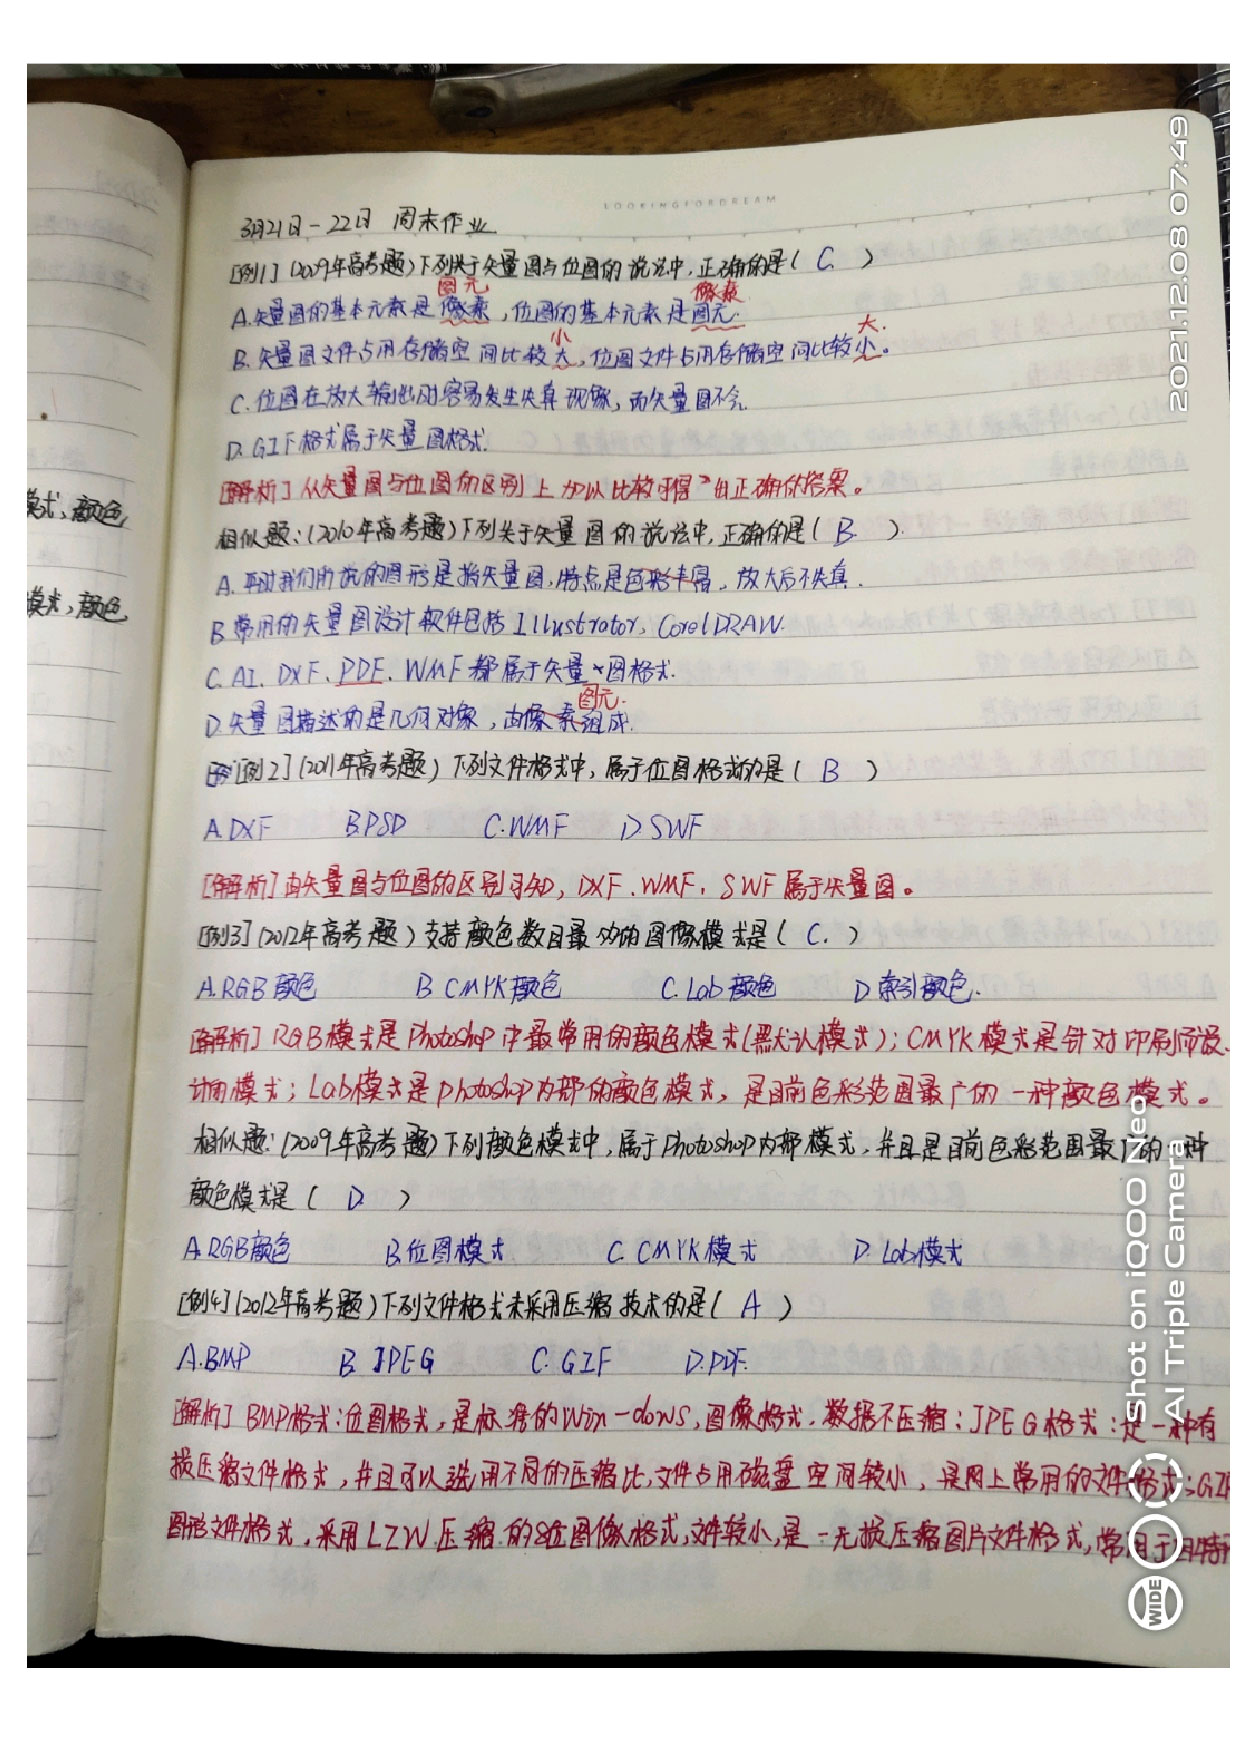 LOOKINGFORDREAM
3月21日-22日 周末作业
[例1](2009年高考题)下列关于矢量图与位图的说法中,正确的是( C )
图元 像素
A.矢量图的基本元素是像素,位图的基本元素是图元.
小 大.
B.矢量图文件占用存储空间比较大,位图文件占用存储空间比较小。
C.位图在放大输出时容易发生失真现象,而矢量图不会.
D.GIF格式属于矢量图格式.
[解析]从矢量图与位图的区别上加以比较可得出正确的答案。
相似题:(2010年高考题)下列关于矢量图的说法中,正确的是( B. ).
A.平时我们所说的图形是指矢量图,特点是色彩丰富,放大后不失真.
B.常用的矢量图设计软件包括Illustrator、CorelDRAW.
C.AI、DXF、PDF、WMF都属于矢量图格式.
图元.
D.矢量图描述的是几何对象,由像素组成.
[例2](2011年高考题)下列文件格式中,属于位图格式的是( B )
A.DXF B PSD C.WMF D SWF
[解析]由矢量图与位图的区别可知,DXF、WMF、SWF属于矢量图。
[例3](2012年高考题)支持颜色数目最多的图像模式是( C. )
A.RGB颜色 B CMYK颜色 C.Lab颜色 D 索引颜色.
[解析]RGB模式是Photoshop中最常用的颜色模式(默认模式);CMYK模式是针对印刷而设
计的模式;Lab模式是photoshop内部的颜色模式,是目前色彩范围最广的一种颜色模式。
相似题:(2009年高考题)下列颜色模式中,属于photoshop内部模式,并且是目前色彩范围最广的一种
颜色模式是( D )
A.RGB颜色 B.位图模式 C.CMYK模式 D.Lab模式
[例4](2012年高考题)下列文件格式未采用压缩技术的是( A )
A.BMP B.JPEG C.GIF D.PDF.
[解析]BMP格式:位图格式,是标准的Win-dows,图像格式,数据不压缩;JPEG格式:是一种有
损压缩文件格式,并且可以选用不同的压缩比,文件占用磁盘空间较小,是网上常用的文件格式;GIF
图形文件格式,采用LZW压缩的8位图像格式,文件较小,是一无损压缩图片文件格式,常用于
模式,颜色
模式,颜色
2021.12.08 07:49
Shot on iQOO Neo
AI Triple Camera
WIDE